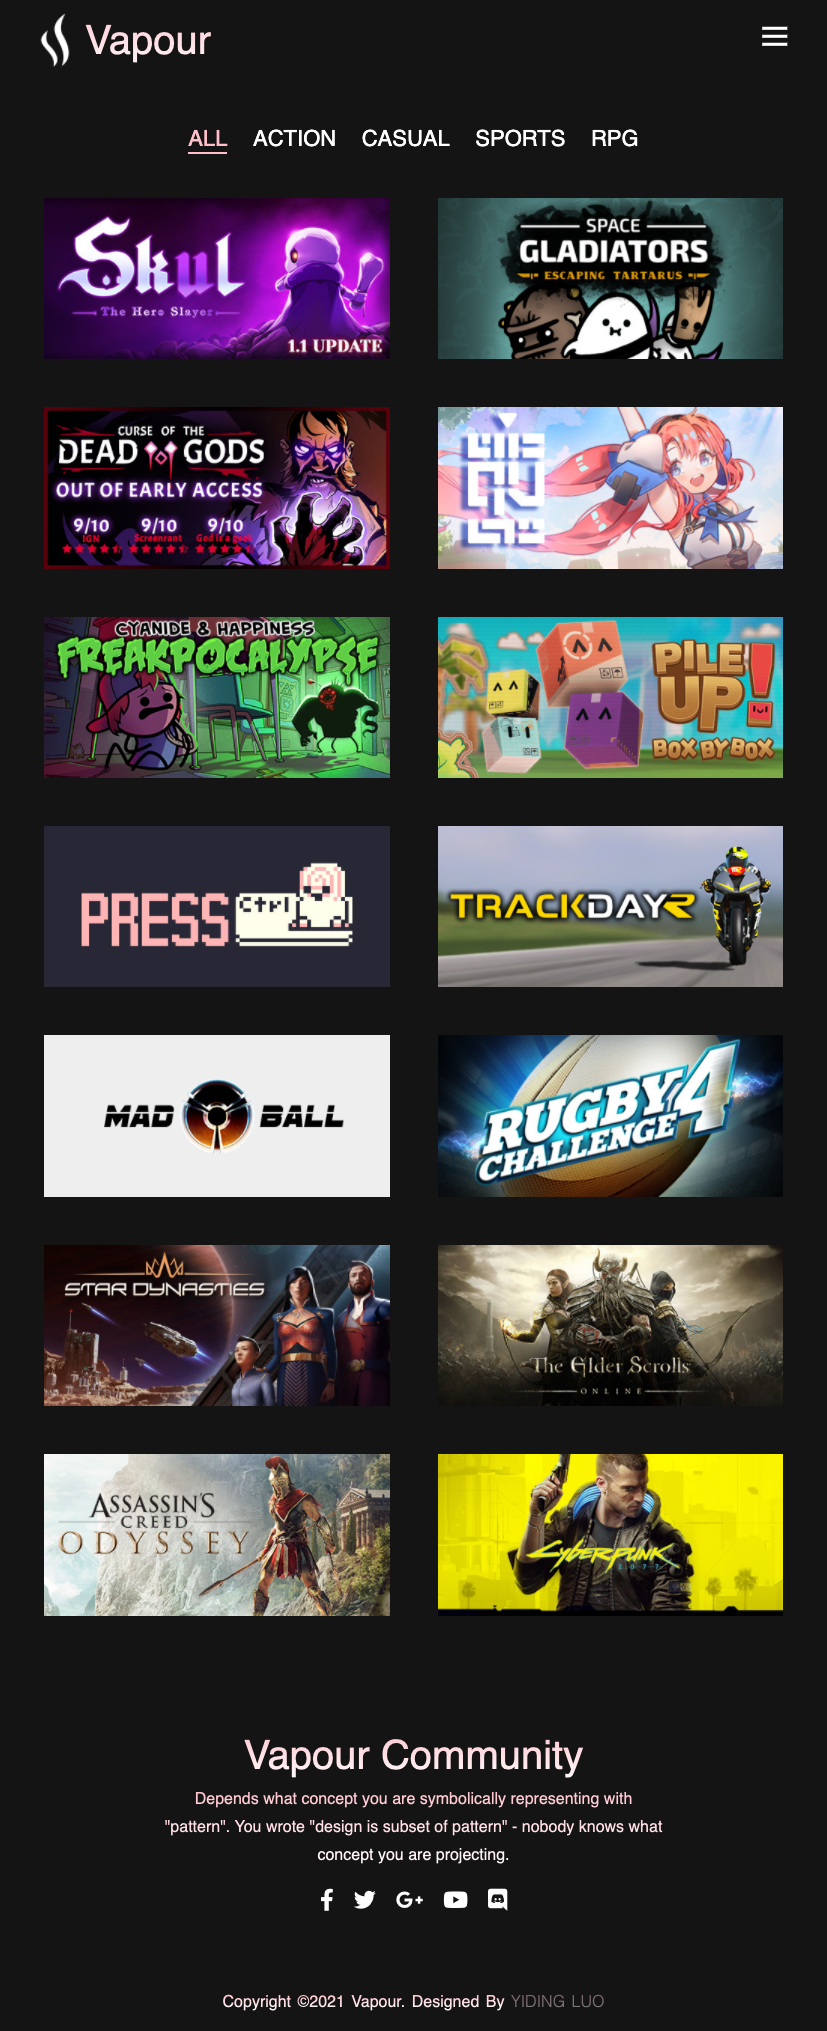 Vapour
ALL ACTION CASUAL SPORTS RPG
Skul
The Hero Slayer
1.1 UPDATE
SPACE
GLADIATORS
ESCAPING TARTARUS
CURSE OF THE
DEAD GODS
OUT OF EARLY ACCESS
9/10 9/10 9/10
IGN Screenrant God is a geek
CYANIDE & HAPPINESS
FREAKPOCALYPSE
PILE
UP!
BOX BY BOX
PRESS Ctrl
TRACKDAYR
MAD BALL
RUGBY 4
CHALLENGE
STAR DYNASTIES
The Elder Scrolls
ONLINE
ASSASSIN'S
CREED
ODYSSEY
Cyberpunk
2077
Vapour Community
Depends what concept you are symbolically representing with
"pattern". You wrote "design is subset of pattern" - nobody knows what
concept you are projecting.
G+
Copyright ©2021 Vapour. Designed By YIDING LUO